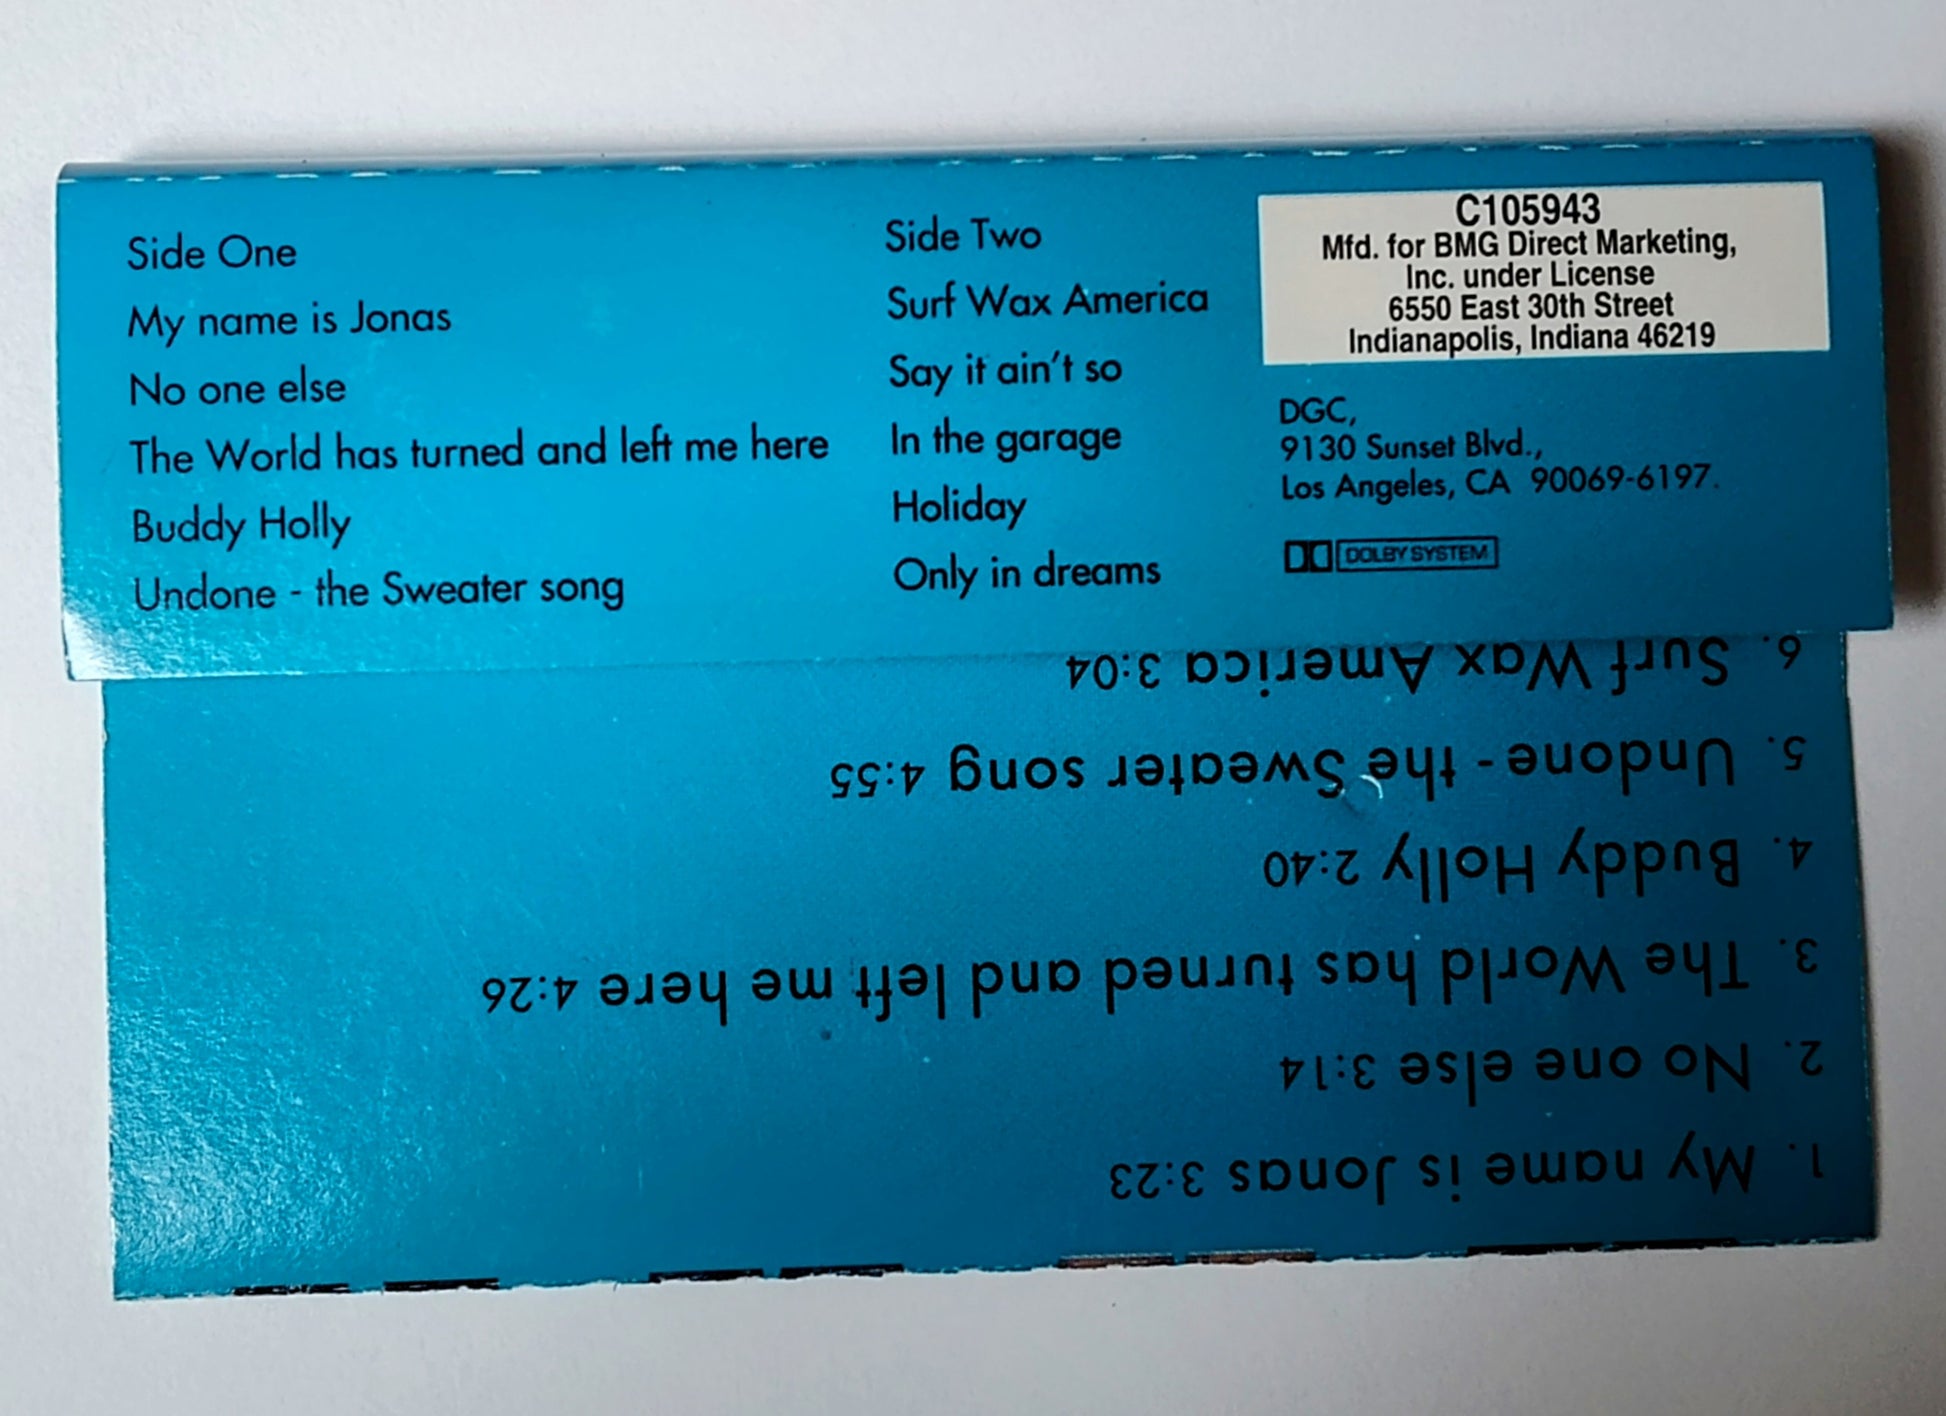 Side One
My name is Jonas
No one else
The World has turned and left me here
Buddy Holly
Undone - the Sweater song
Side Two
Surf Wax America
Say it ain't so
In the garage
Holiday
Only in dreams
C105943
Mfd. for BMG Direct Marketing,
Inc. under License
6550 East 30th Street
Indianapolis, Indiana 46219
DGC,
9130 Sunset Blvd.,
Los Angeles, CA 90069-6197.
DOLBY SYSTEM
1. My name is Jonas 3:23
2. No one else 3:14
3. The World has turned and left me here 4:26
4. Buddy Holly 2:40
5. Undone - the Sweater song 4:55
6. Surf Wax America 3:04